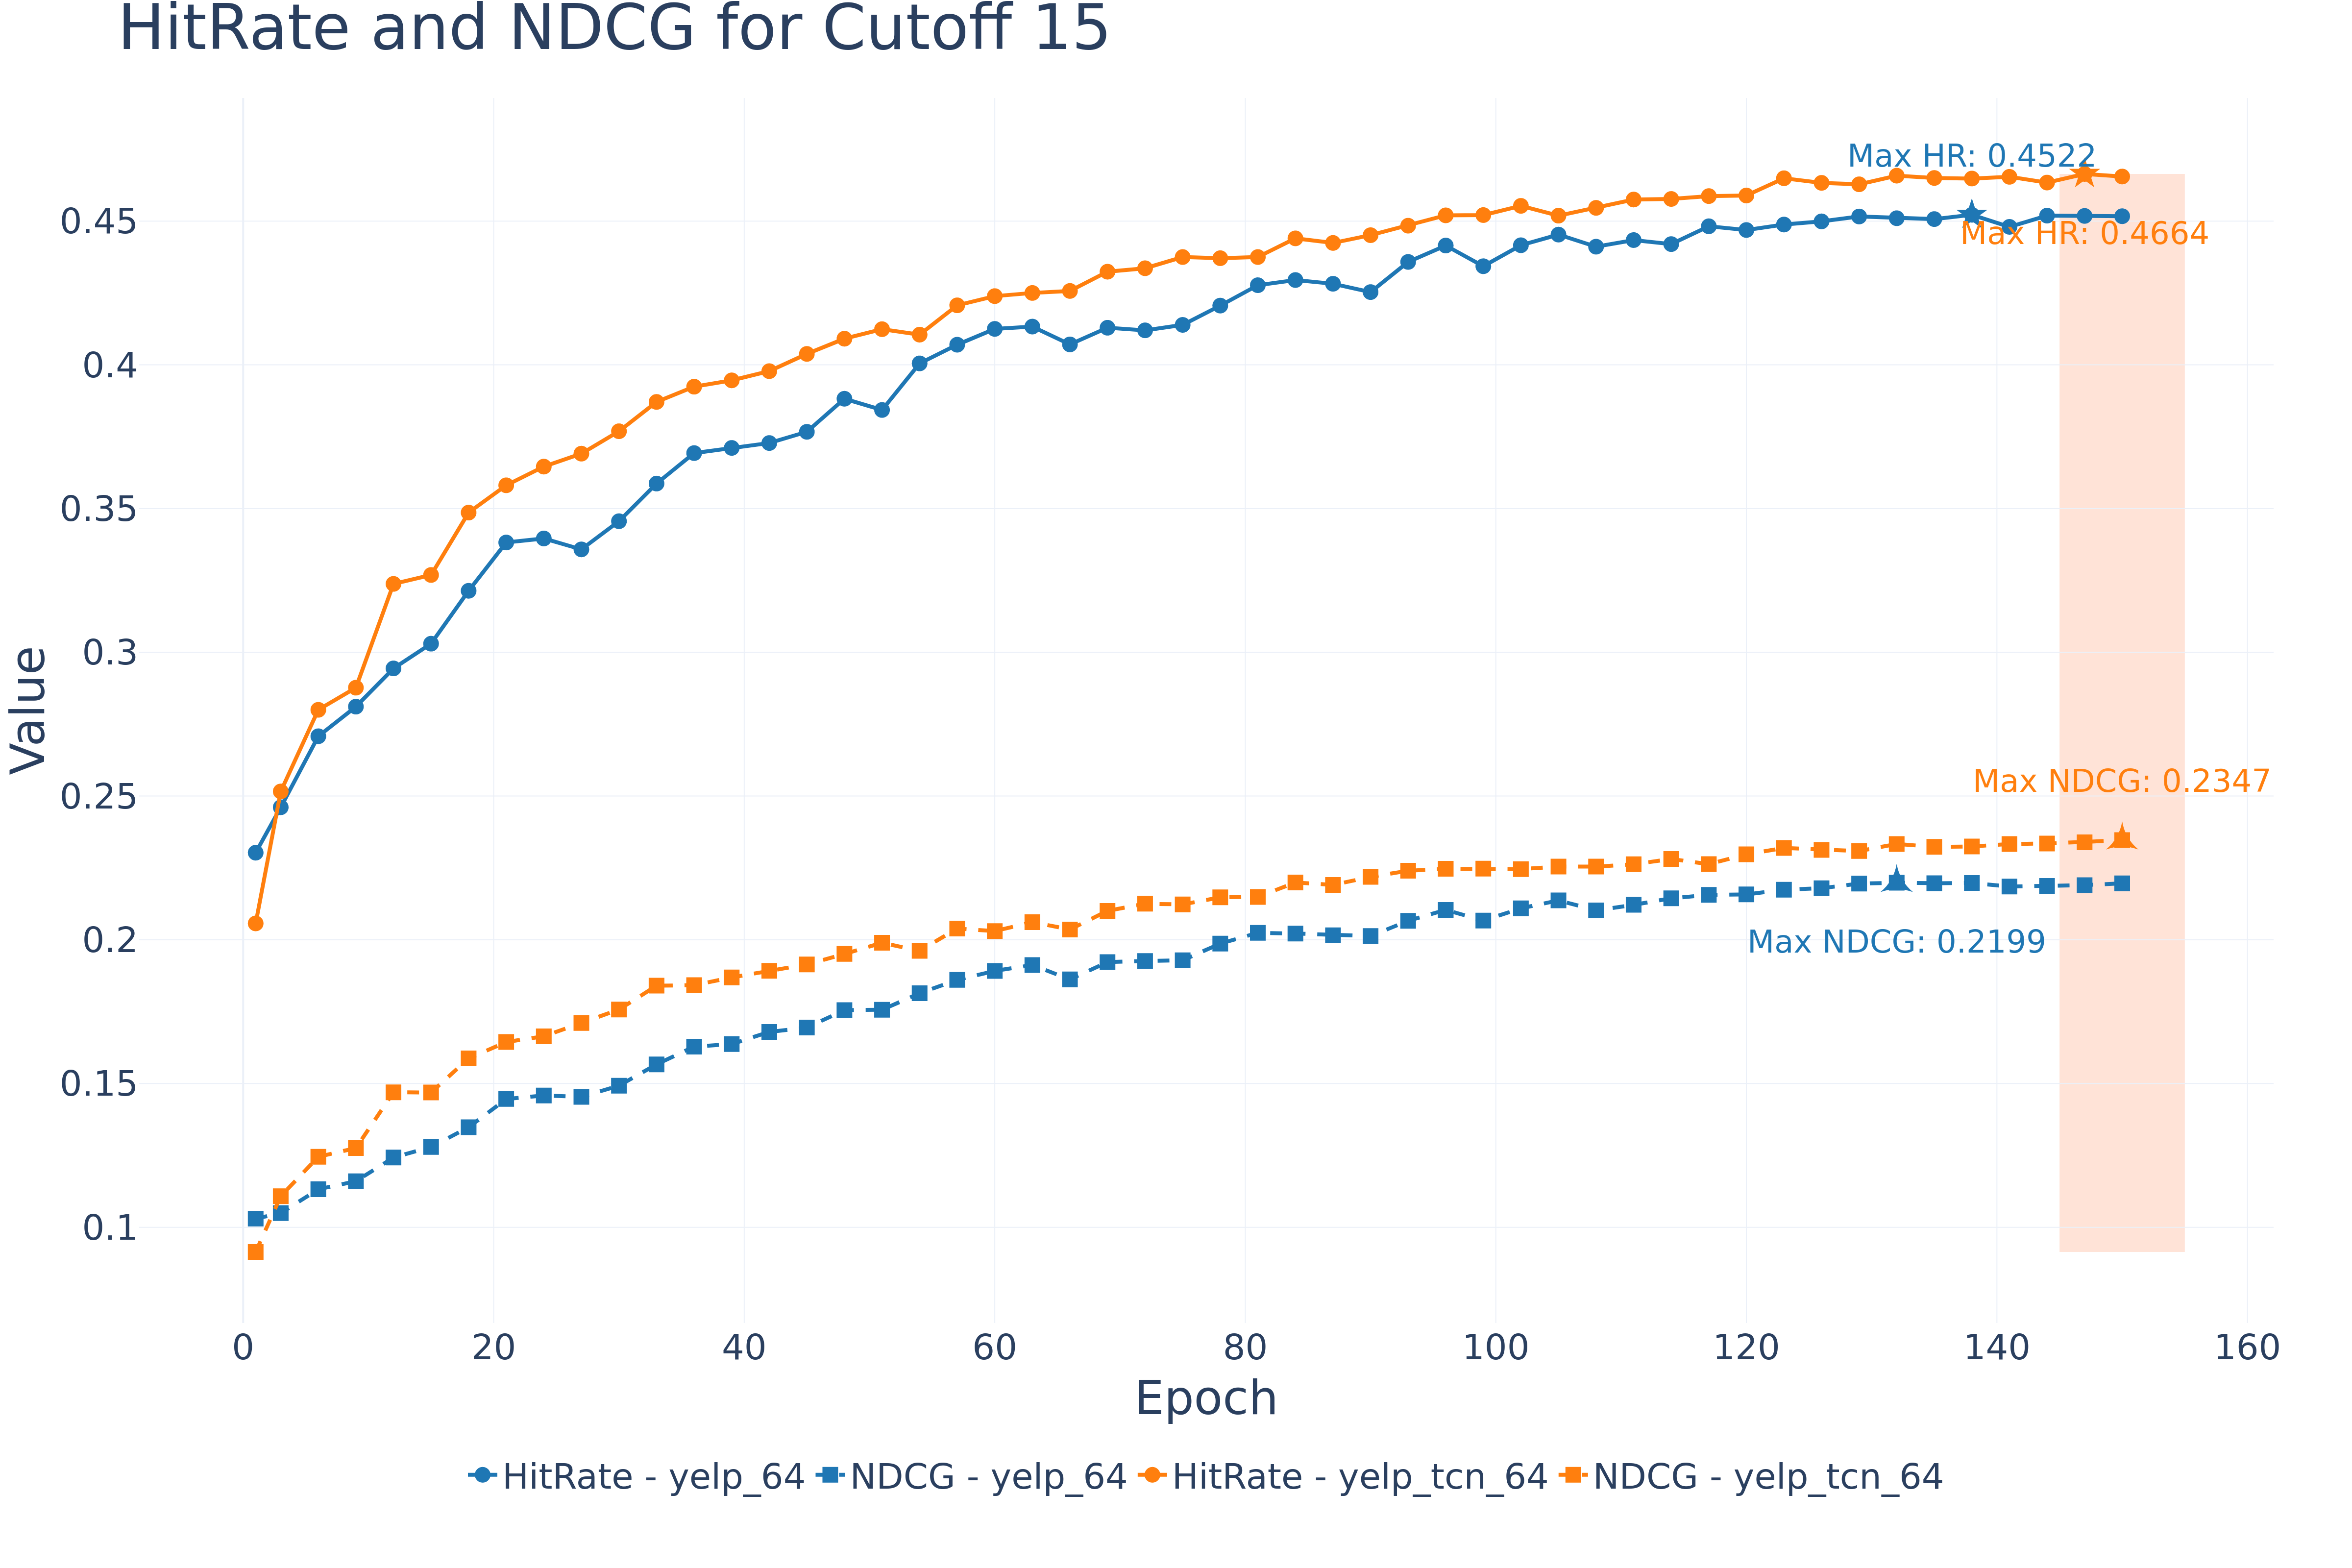 HitRate and NDCG for Cutoff 15
Max HR: 0.4522
Max HR: 0.4664
Max NDCG: 0.2347
Max NDCG: 0.2199
Value
0.45
0.4
0.35
0.3
0.25
0.2
0.15
0.1
0 20 40 60 80 100 120 140 160
Epoch
HitRate - yelp_64 NDCG - yelp_64 HitRate - yelp_tcn_64 NDCG - yelp_tcn_64